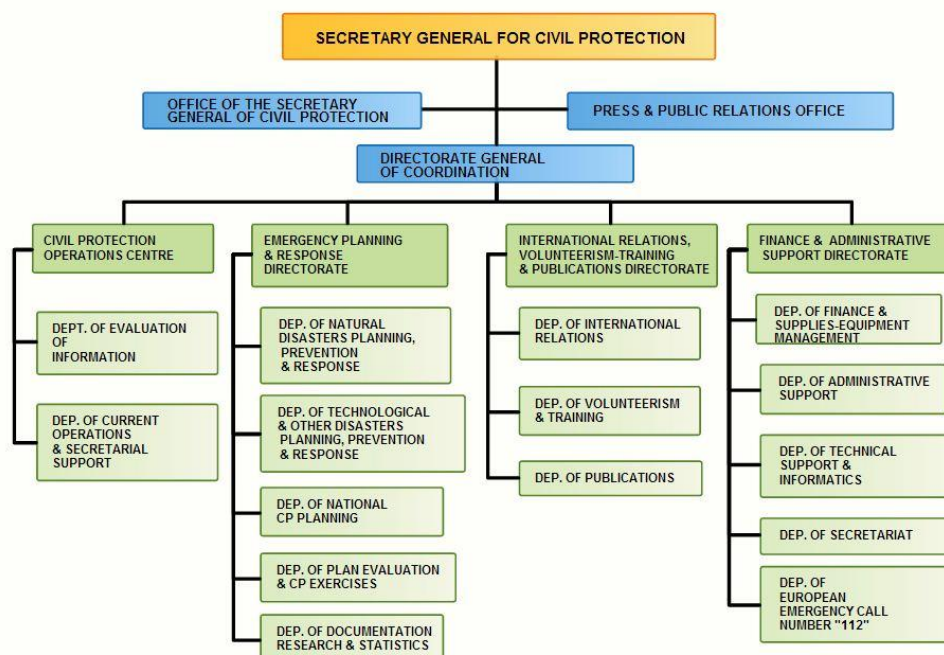 SECRETARY GENERAL FOR CIVIL PROTECTION
OFFICE OF THE SECRETARY
GENERAL OF CIVIL PROTECTION
PRESS & PUBLIC RELATIONS OFFICE
DIRECTORATE GENERAL
OF COORDINATION
CIVIL PROTECTION
OPERATIONS CENTRE
DEPT. OF EVALUATION
OF
INFORMATION
DEP. OF CURRENT
OPERATIONS
& SECRETARIAL
SUPPORT
EMERGENCY PLANNING
& RESPONSE
DIRECTORATE
DEP. OF NATURAL
DISASTERS PLANNING,
PREVENTION
& RESPONSE
DEP. OF TECHNOLOGICAL
& OTHER DISASTERS
PLANNING, PREVENTION
& RESPONSE
DEP. OF NATIONAL
CP PLANNING
DEP. OF PLAN EVALUATION
& CP EXERCISES
DEP. OF DOCUMENTATION
RESEARCH & STATISTICS
INTERNATIONAL RELATIONS,
VOLUNTEERISM-TRAINING
& PUBLICATIONS DIRECTORATE
DEP. OF INTERNATIONAL
RELATIONS
DEP. OF VOLUNTEERISM
& TRAINING
DEP. OF PUBLICATIONS
FINANCE & ADMINISTRATIVE
SUPPORT DIRECTORATE
DEP. OF FINANCE &
SUPPLIES-EQUIPMENT
MANAGEMENT
DEP. OF ADMINISTRATIVE
SUPPORT
DEP. OF TECHNICAL
SUPPORT &
INFORMATICS
DEP. OF SECRETARIAT
DEP. OF
EUROPEAN
EMERGENCY CALL
NUMBER "112"